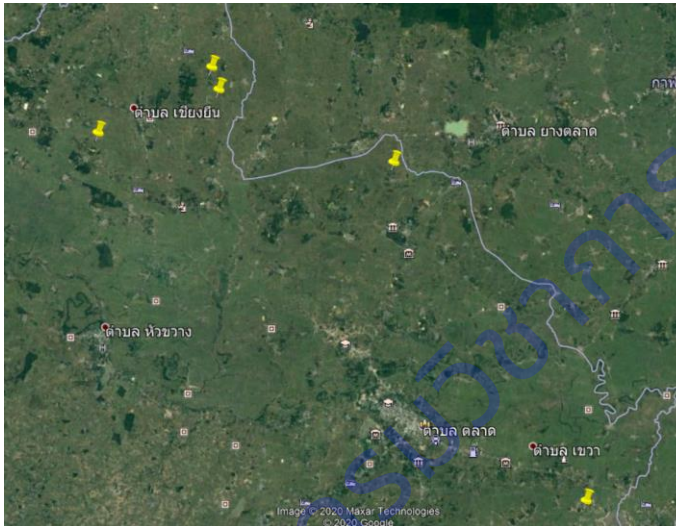 ตำบล เชียงยืน
ตำบล ยางตลาด
ตำบล หัวขวาง
ตำบล ตลาด
ตำบล เขวา
Image © 2020 Maxar Technologies
© 2020 Google